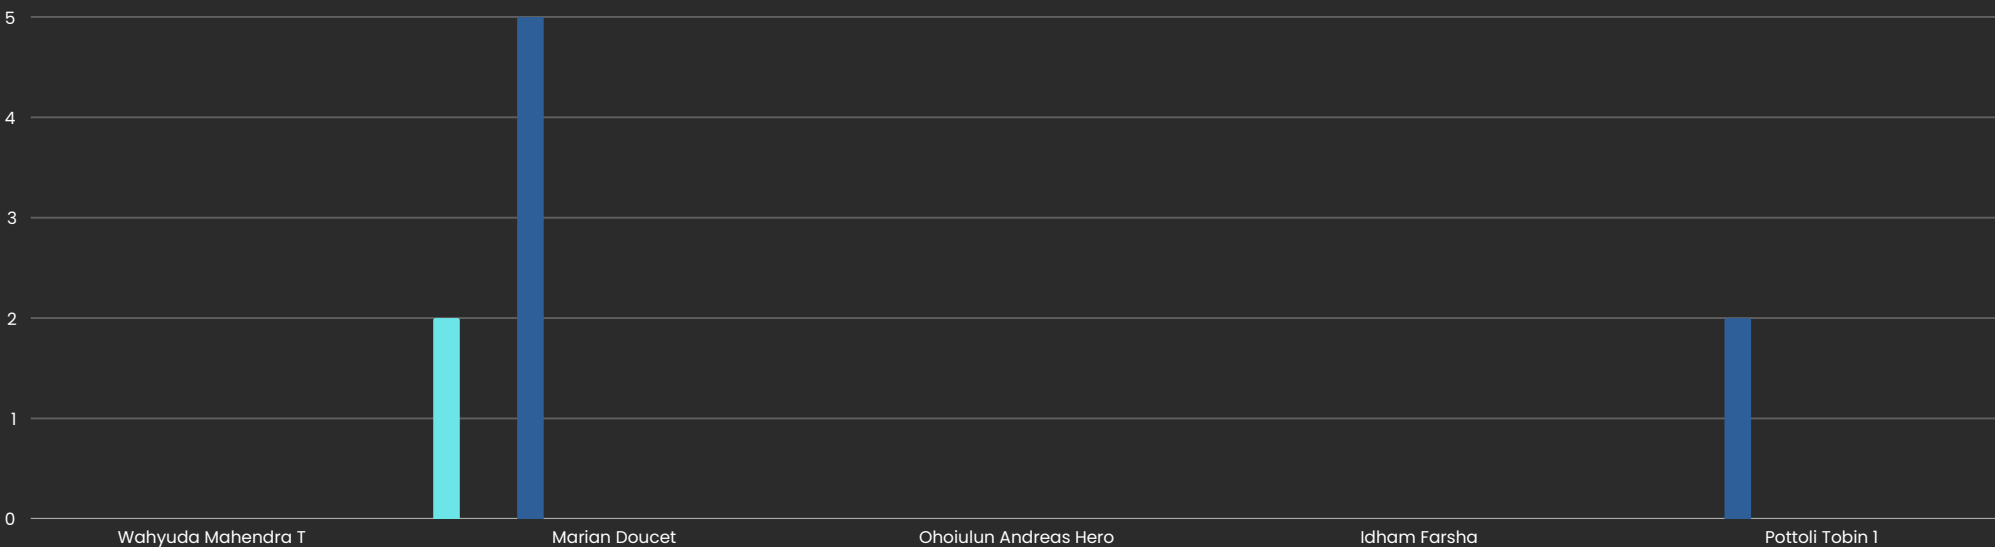 5
4
3
2
1
0
Wahyuda Mahendra T
Marian Doucet
Ohoiulun Andreas Hero
Idham Farsha
Pottoli Tobin 1